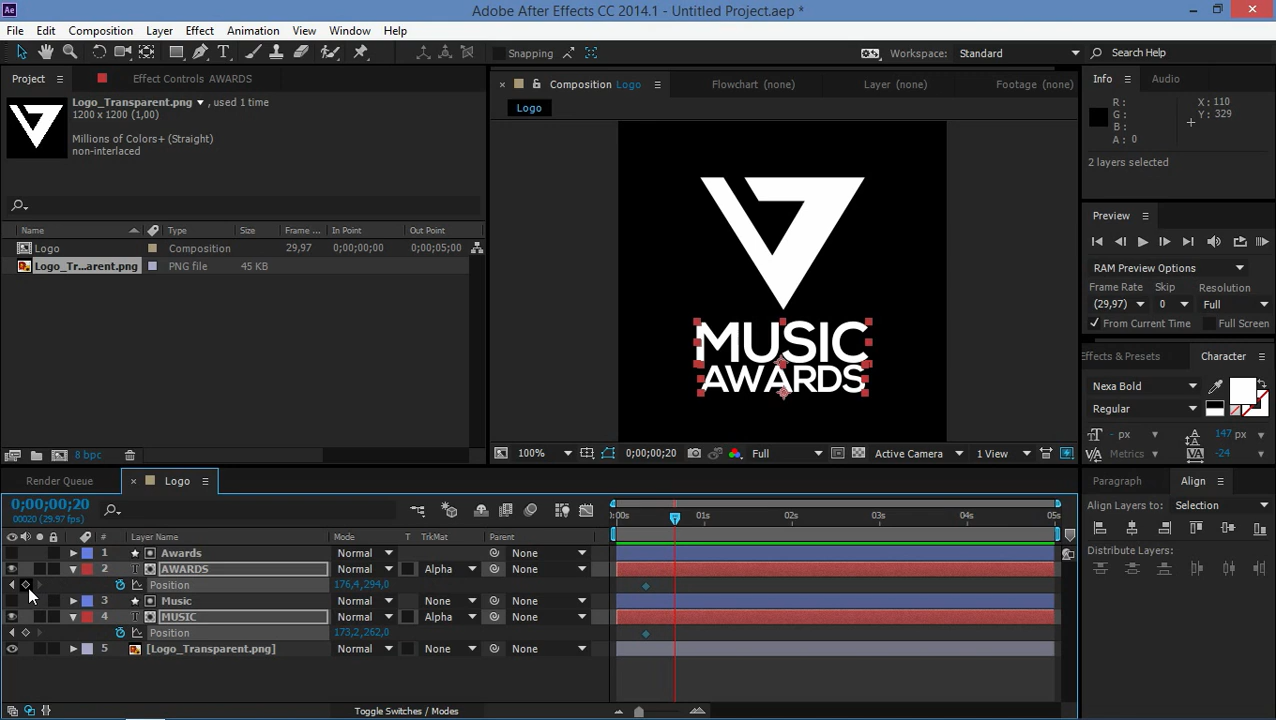 Ae Adobe After Effects CC 2014.1 - Untitled Project.aep *
File Edit Composition Layer Effect Animation View Window Help
Snapping Workspace: Standard Search Help
Project Effect Controls AWARDS
Logo_Transparent.png , used 1 time
1200 x 1200 (1,00)
Millions of Colors+ (Straight)
non-interlaced
Name Type Size Frame ... In Point Out Point
Logo Composition 29,97 0;00;00;00 0;00;05;00
Logo_Tr...arent.png PNG file 45 KB
8 bpc
Composition Logo Flowchart (none) Layer (none) Footage (none)
Logo
MUSIC
AWARDS
100% 0;00;00;20 Full Active Camera 1 View
Info Audio
R : X : 110
G : Y : 329
B :
A : 0
2 layers selected
Preview
RAM Preview Options
Frame Rate Skip Resolution
(29,97) 0 Full
From Current Time Full Screen
Effects & Presets Character
Nexa Bold
Regular
T - px 147 px
Metrics VA -24
Paragraph Align
Align Layers to: Selection
Distribute Layers:
Render Queue Logo
0;00;00;20
00020 (29.97 fps)
# Layer Name Mode T TrkMat Parent
:00s 01s 02s 03s 04s 05s
1 Awards Normal None
2 T AWARDS Normal Alpha None
Position 176,4,294,0
3 Music Normal None None
4 T MUSIC Normal Alpha None
Position 173,2,262,0
5 [Logo_Transparent.png] Normal None None
Toggle Switches / Modes